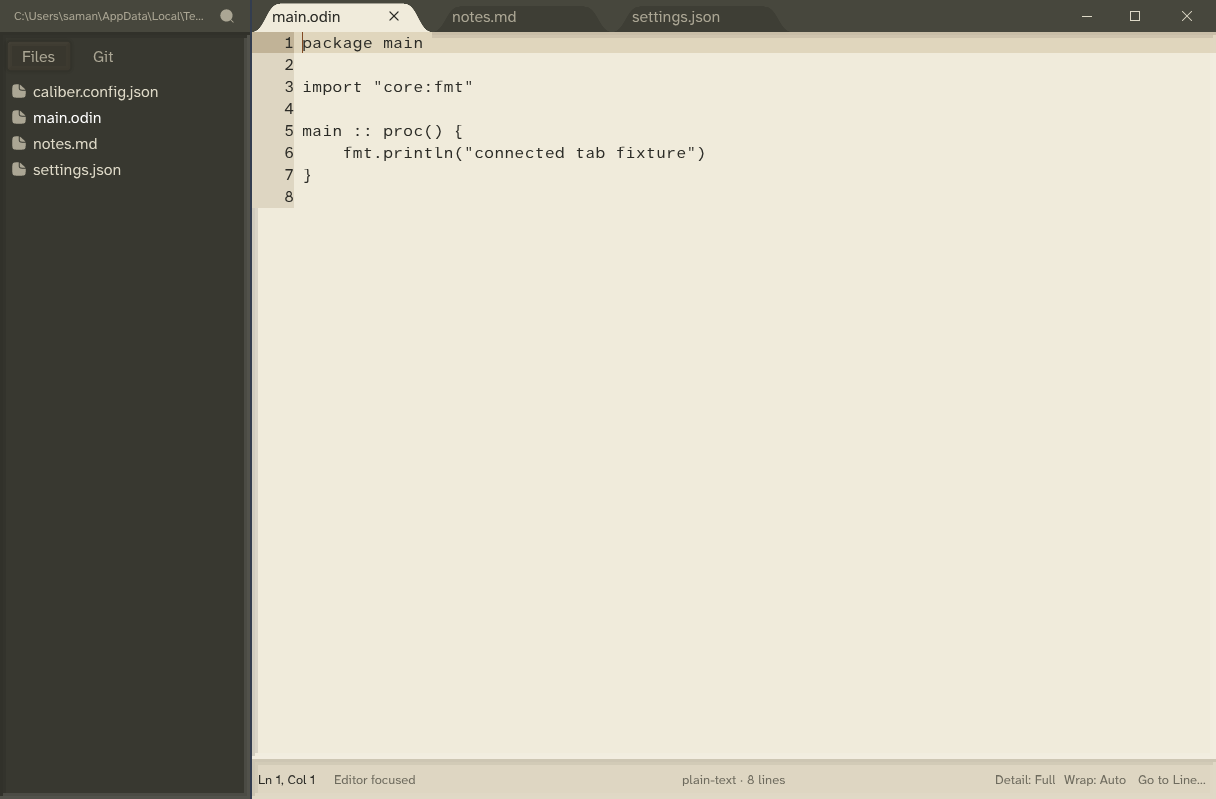 C:\Users\saman\AppData\Local\Te...
main.odin
notes.md
settings.json
Files
Git
caliber.config.json
main.odin
notes.md
settings.json
1 package main
2
3 import "core:fmt"
4
5 main :: proc() {
6     fmt.println("connected tab fixture")
7 }
8
Ln 1, Col 1
Editor focused
plain-text · 8 lines
Detail: Full
Wrap: Auto
Go to Line...